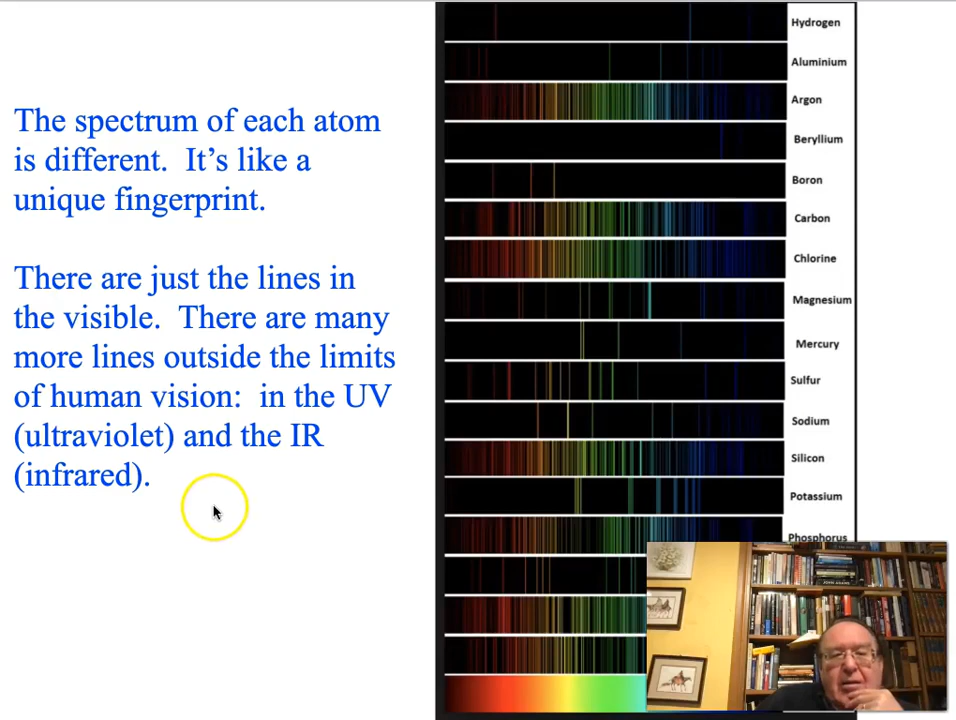 The spectrum of each atom
is different.  It's like a
unique fingerprint.
There are just the lines in
the visible.  There are many
more lines outside the limits
of human vision:  in the UV
(ultraviolet) and the IR
(infrared).
Hydrogen
Aluminium
Argon
Beryllium
Boron
Carbon
Chlorine
Magnesium
Mercury
Sulfur
Sodium
Silicon
Potassium
Phosphorus
JOHN ADAMS